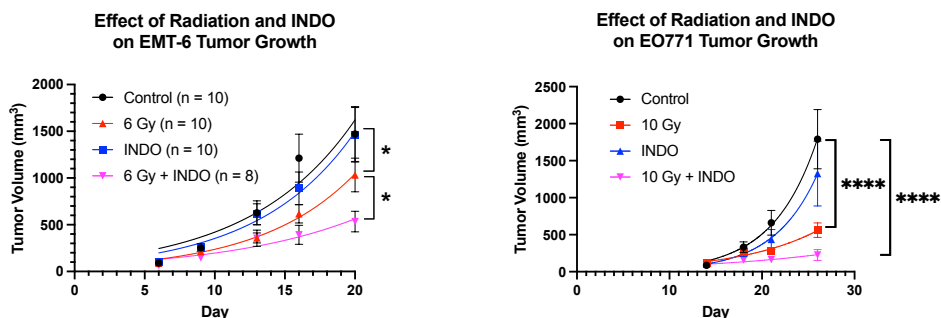 Effect of Radiation and INDO
on EMT-6 Tumor Growth
Tumor Volume (mm³)
2000
1500
1000
500
0
0
5
10
15
20
Day
Control (n = 10)
6 Gy (n = 10)
INDO (n = 10)
6 Gy + INDO (n = 8)
*
*
Effect of Radiation and INDO
on EO771 Tumor Growth
Tumor Volume (mm³)
2500
2000
1500
1000
500
0
0
10
20
30
Day
Control
10 Gy
INDO
10 Gy + INDO
****
****